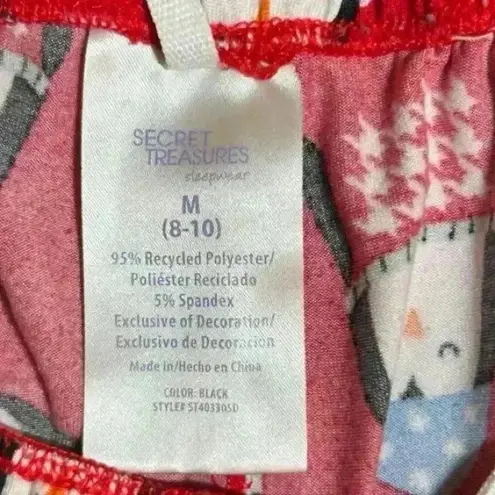 SECRET
TREASURES
sleepwear
M
(8-10)
95% Recycled Polyester/
Poliéster Reciclado
5% Spandex
Exclusive of Decoration/
Exclusivo de Decoración
Made in/Hecho en China
COLOR: BLACK
STYLE# ST40330SD